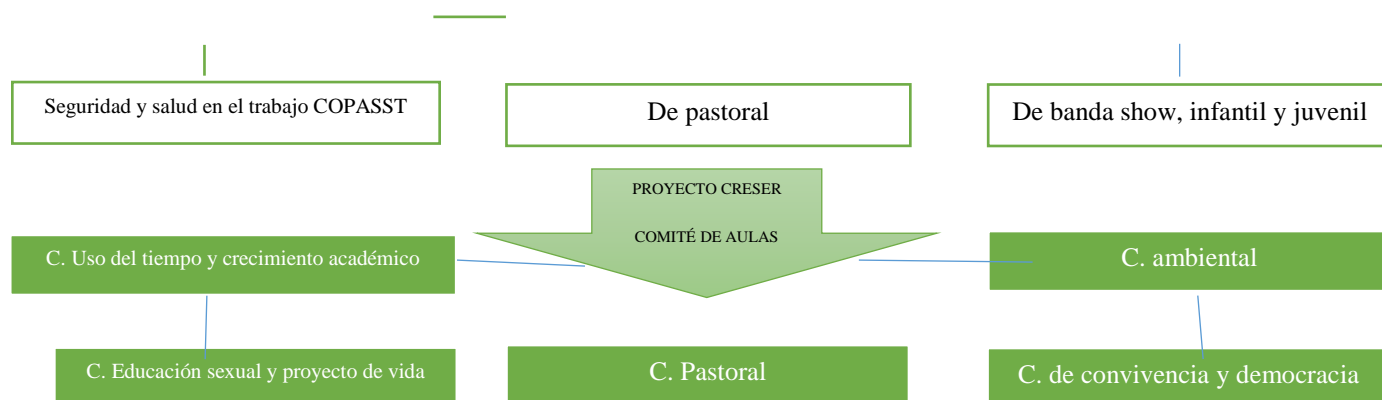 Seguridad y salud en el trabajo COPASST
De pastoral
De banda show, infantil y juvenil
PROYECTO CRESER
COMITÉ DE AULAS
C. Uso del tiempo y crecimiento académico
C. ambiental
C. Educación sexual y proyecto de vida
C. Pastoral
C. de convivencia y democracia